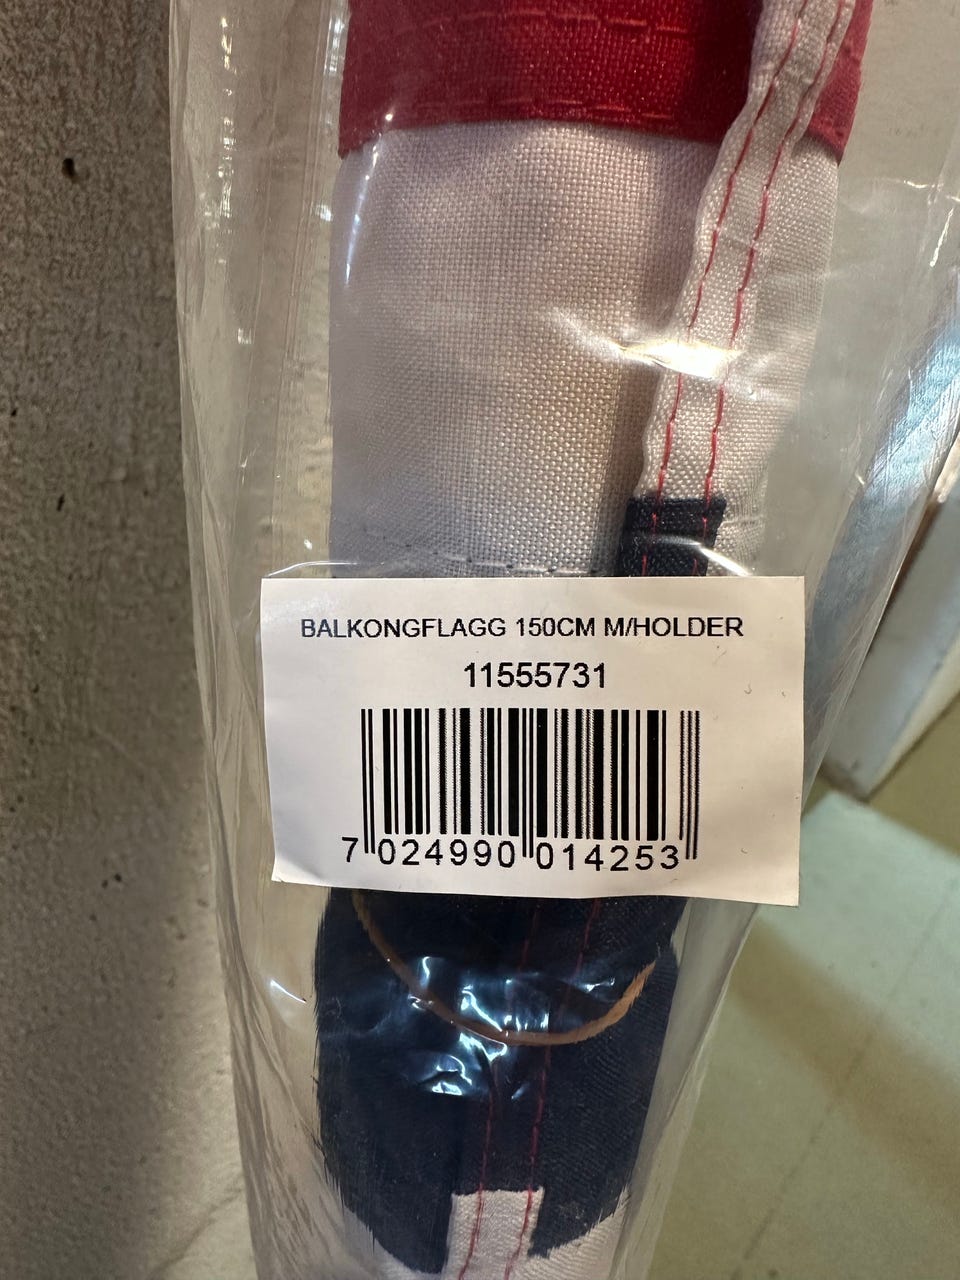 BALKONGFLAGG 150CM M/HOLDER
11555731
7 024990 014253